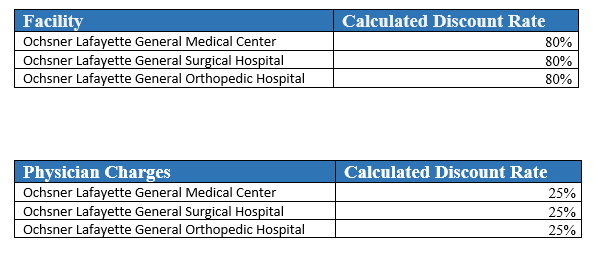 Facility Calculated Discount Rate
Ochsner Lafayette General Medical Center 80%
Ochsner Lafayette General Surgical Hospital 80%
Ochsner Lafayette General Orthopedic Hospital 80%
Physician Charges Calculated Discount Rate
Ochsner Lafayette General Medical Center 25%
Ochsner Lafayette General Surgical Hospital 25%
Ochsner Lafayette General Orthopedic Hospital 25%